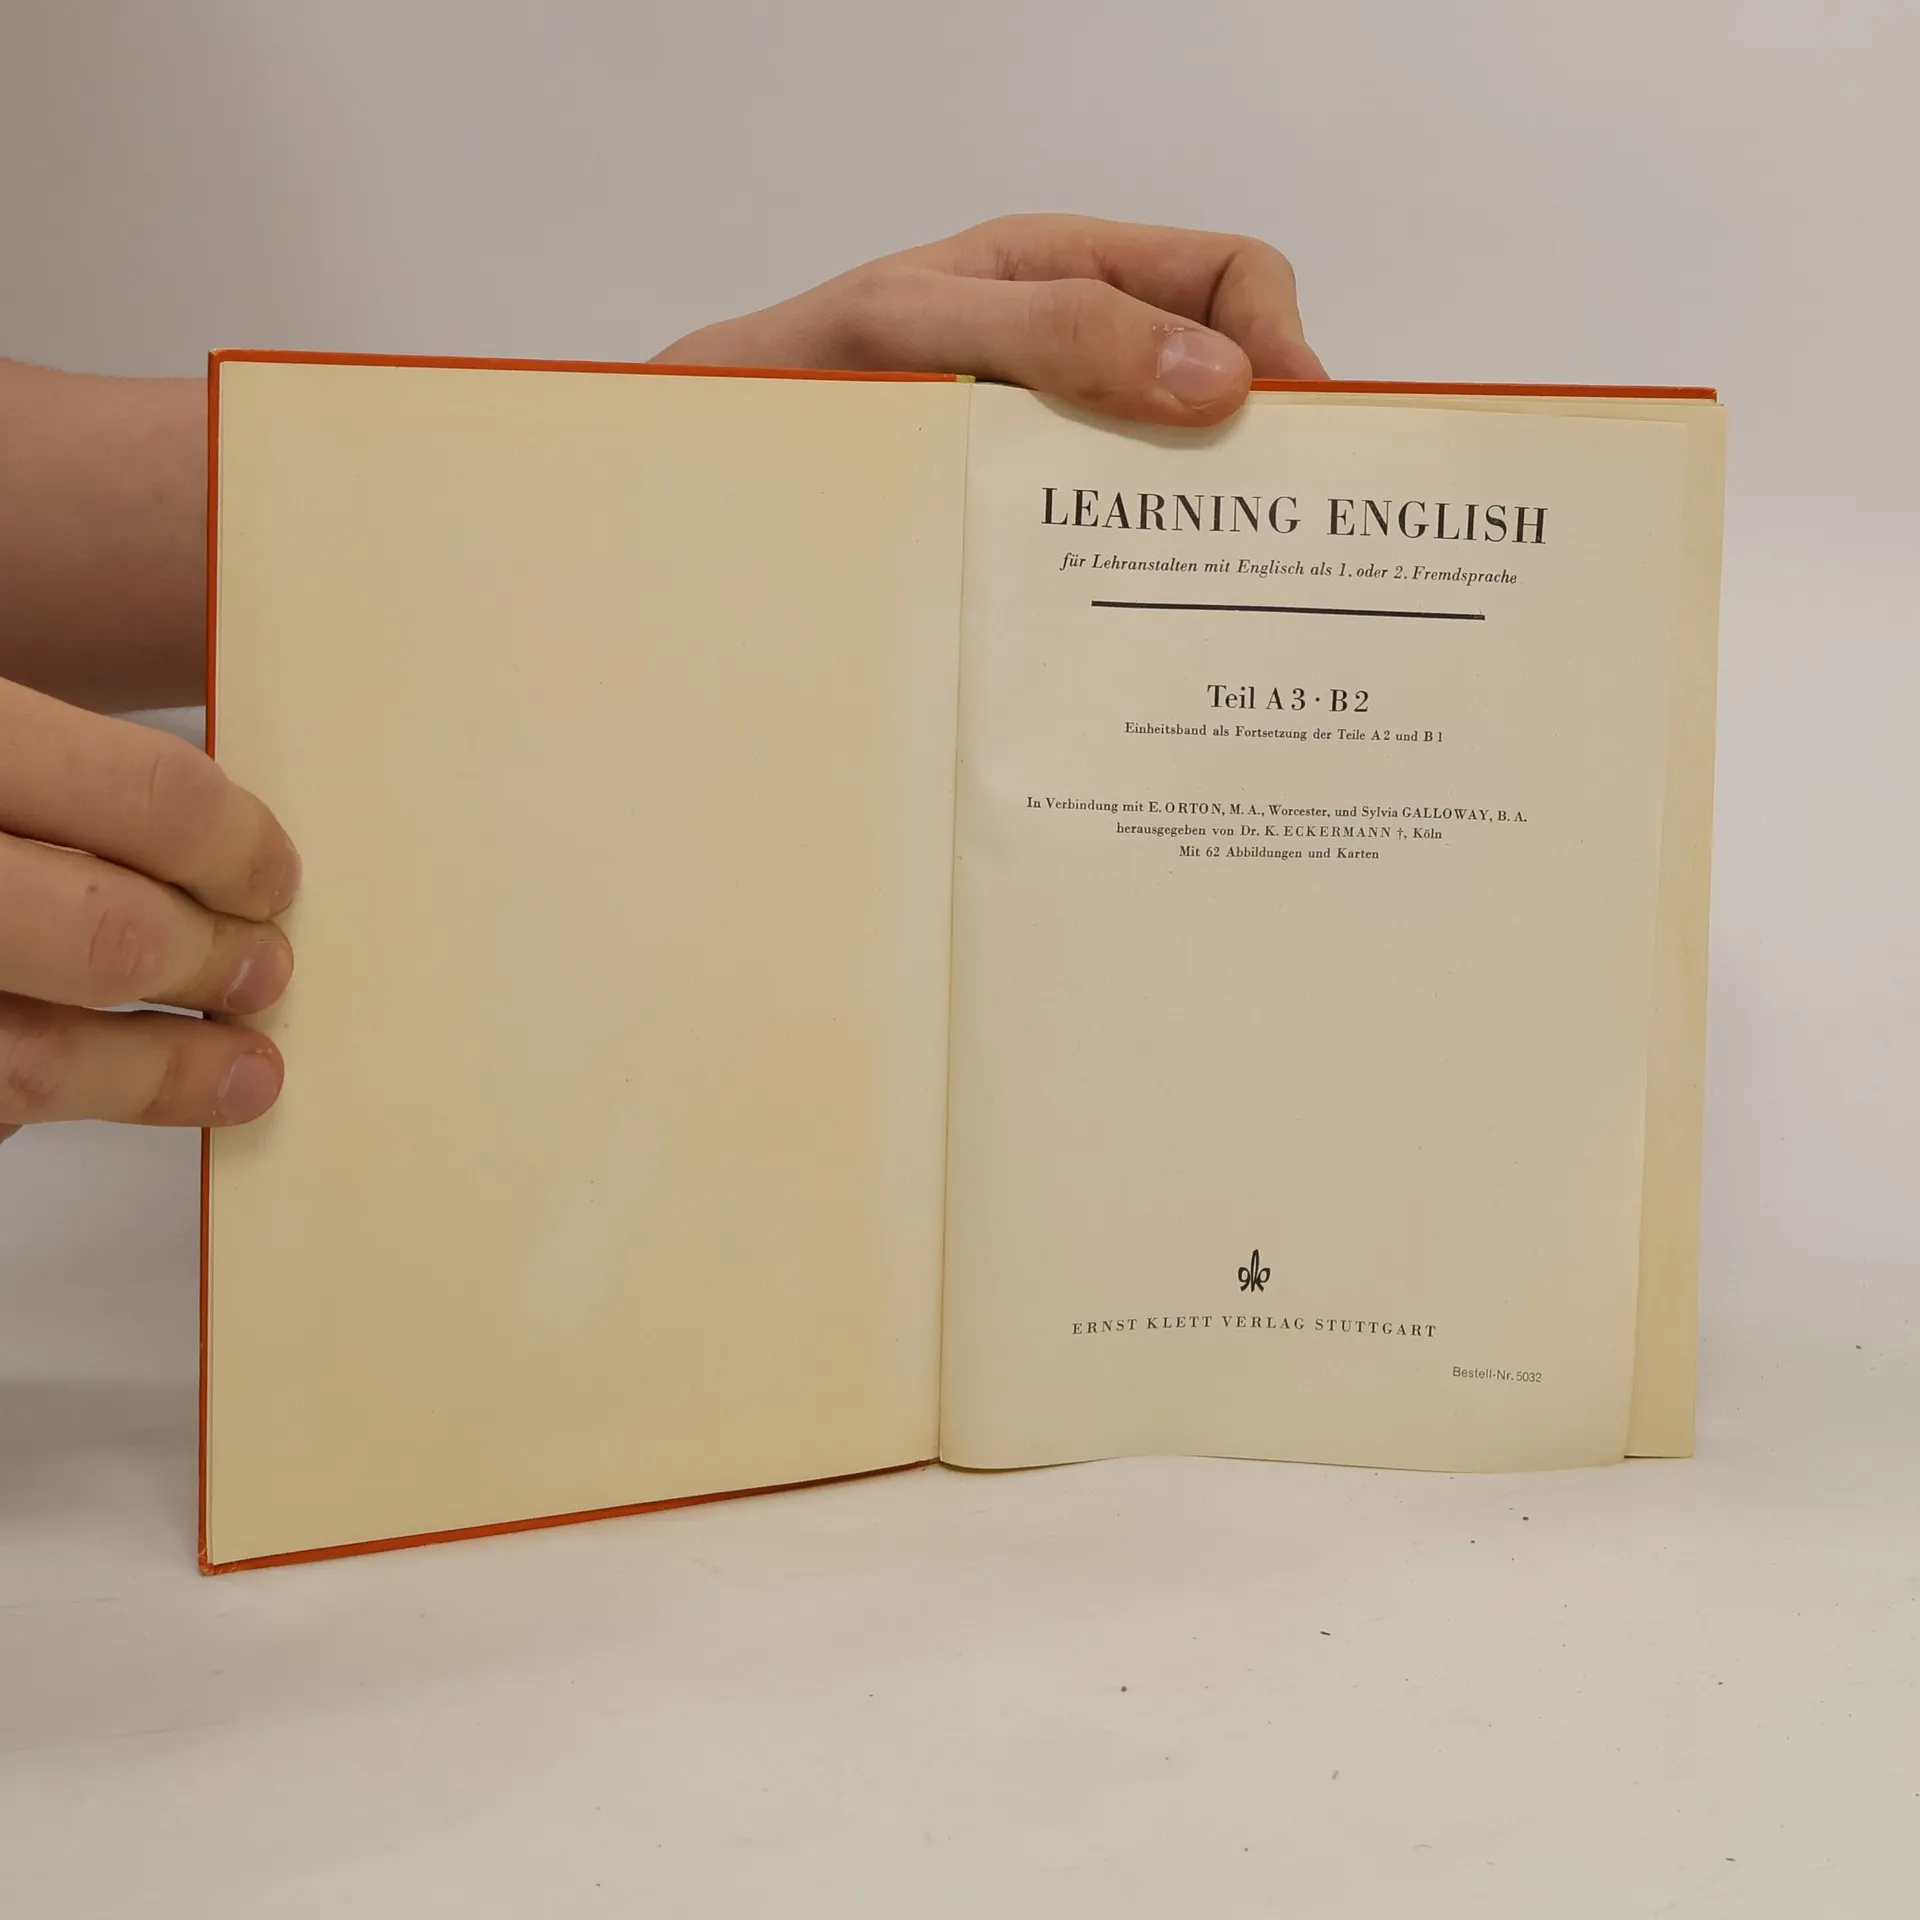 LEARNING ENGLISH
für Lehranstalten mit Englisch als 1. oder 2. Fremdsprache
Teil A 3 · B 2
Einheitsband als Fortsetzung der Teile A 2 und B 1
In Verbindung mit E. ORTON, M. A., Worcester, und Sylvia GALLOWAY, B. A.
herausgegeben von Dr. K. ECKERMANN †, Köln
Mit 62 Abbildungen und Karten
ERNST KLETT VERLAG STUTTGART
Bestell-Nr. 5032